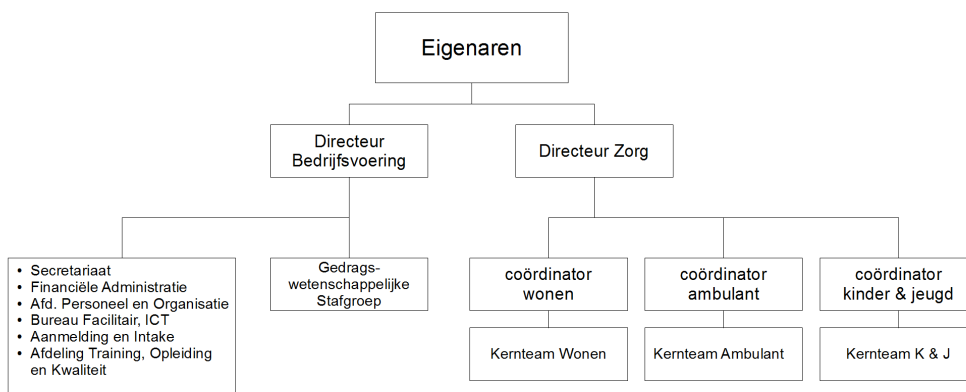 Eigenaren
Directeur
Bedrijfsvoering
Directeur Zorg
• Secretariaat
• Financiële Administratie
• Afd. Personeel en Organisatie
• Bureau Facilitair, ICT
• Aanmelding en Intake
• Afdeling Training, Opleiding
en Kwaliteit
Gedrags-
wetenschappelijke
Stafgroep
coördinator
wonen
coördinator
ambulant
coördinator
kinder & jeugd
Kernteam Wonen
Kernteam Ambulant
Kernteam K & J